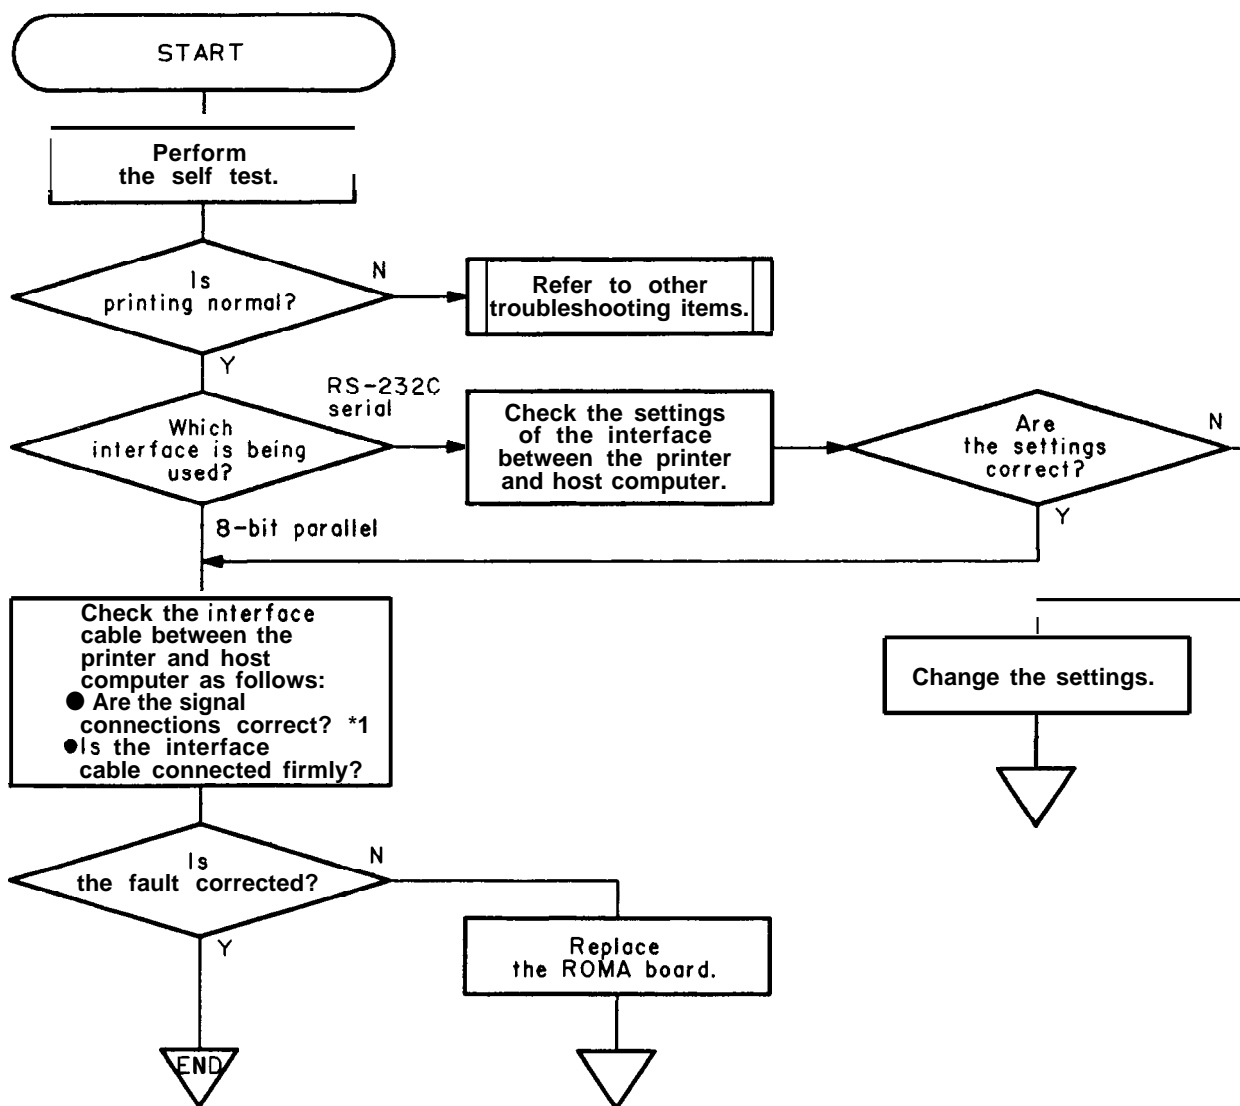 START
Perform
the self test.
Is
printing normal?
N
Y
Refer to other
troubleshooting items.
Which
interface is being
used?
RS-232C
serial
8-bit parallel
Check the settings
of the interface
between the printer
and host computer.
Are
the settings
correct?
N
Y
Change the settings.
Check the interface
cable between the
printer and host
computer as follows:
● Are the signal
connections correct? *1
●Is the interface
cable connected firmly?
Is
the fault corrected?
N
Y
Replace
the ROMA board.
END